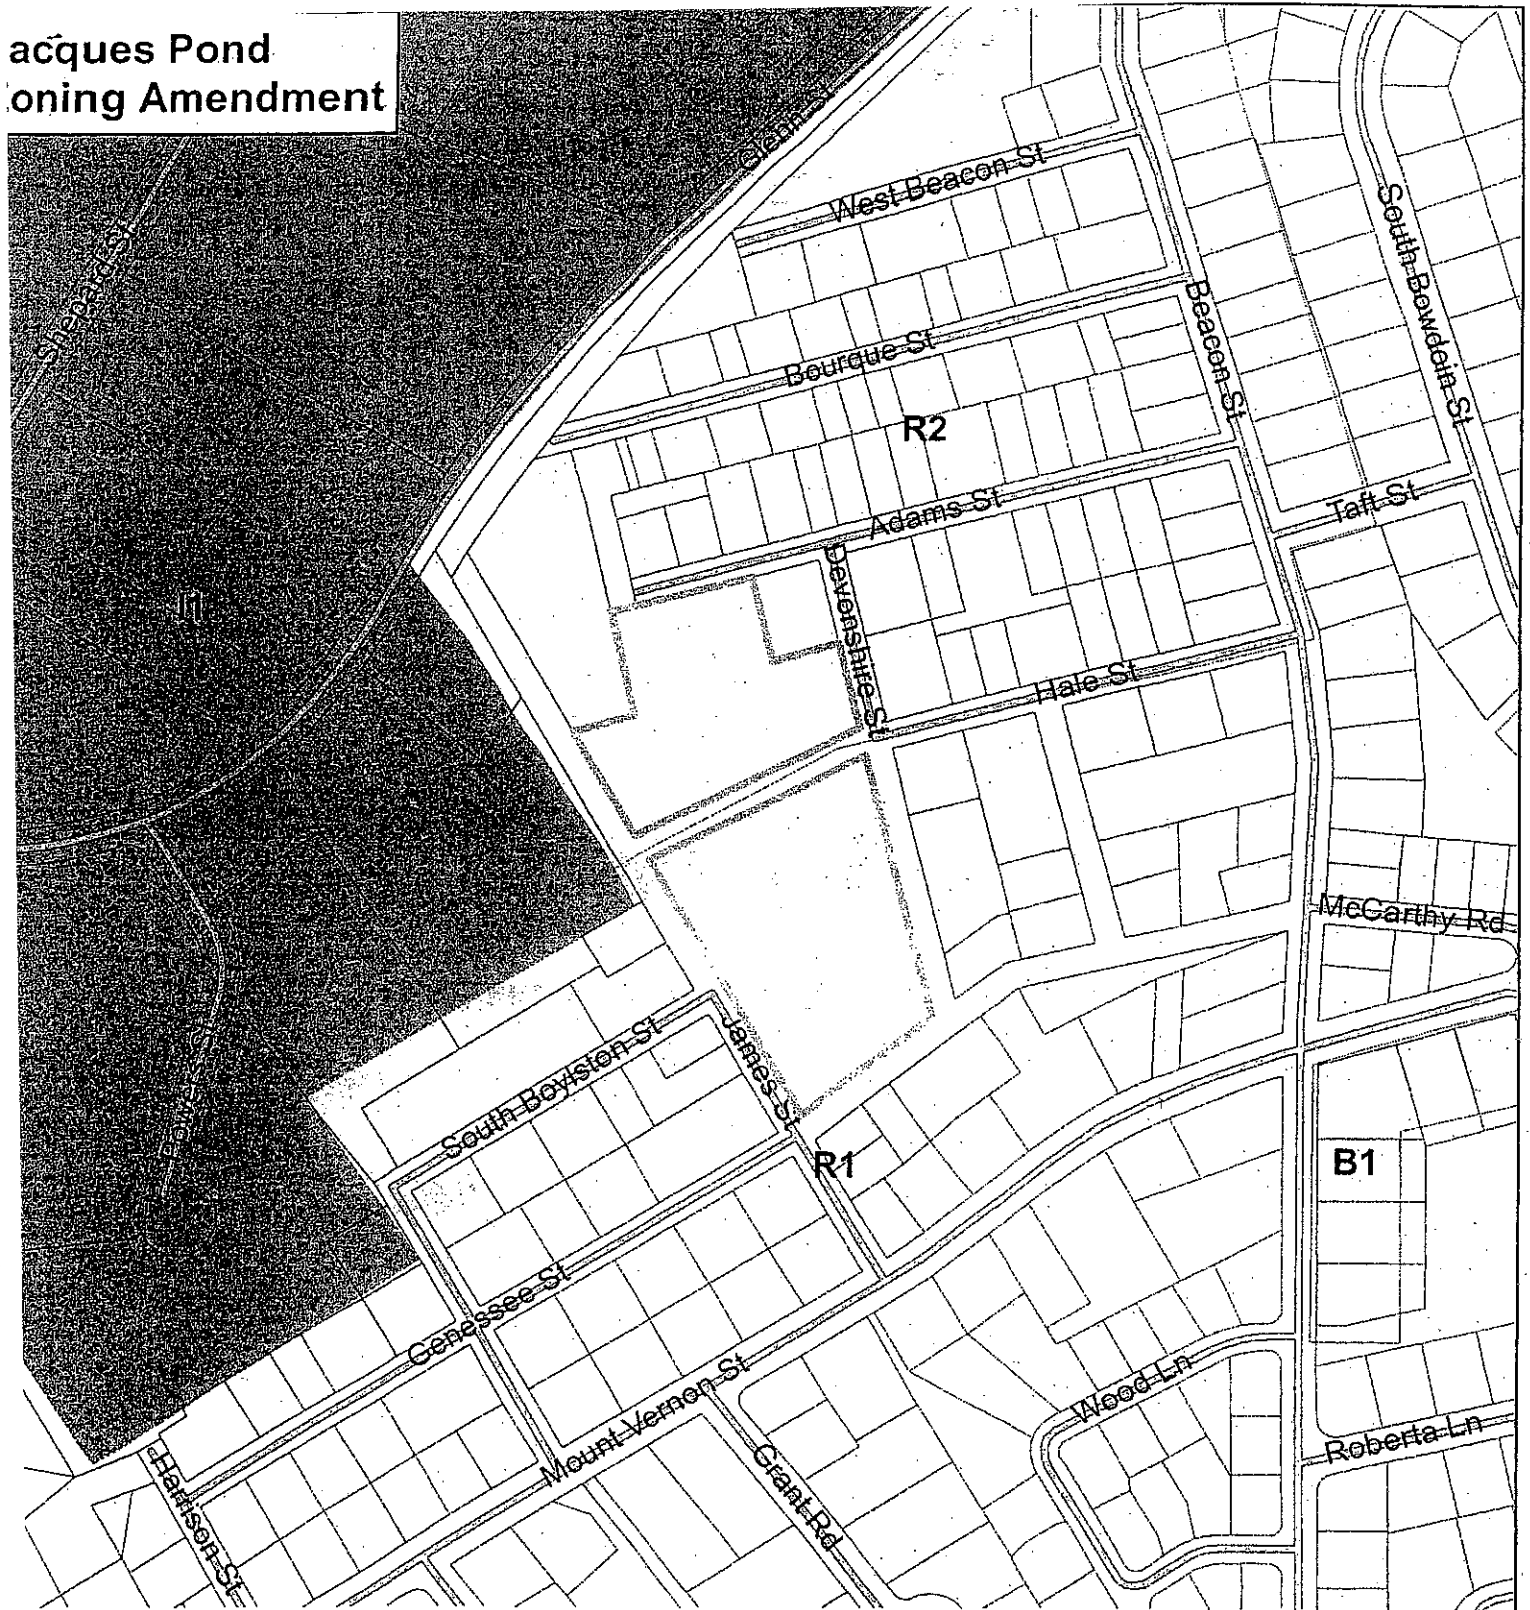 acques Pond
oning Amendment
Shepard St
West Beacon St
South Bowdoin St
Beacon St
Bourque St
R2
Adams St
Taft St
Devonshire St
I1
Hale St
McCarthy Rd
James St
South Boylston St
R1
B1
Genessee St
Mount Vernon St
Wood Ln
Roberta Ln
Grant Rd
Harrison St